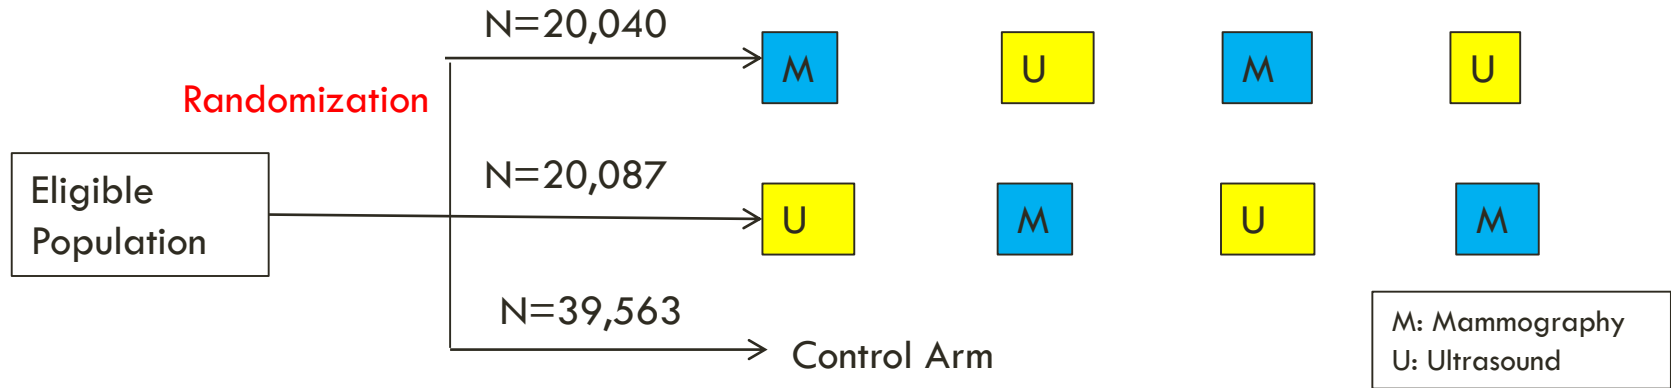 N=20,040
M U M U
Randomization
N=20,087
Eligible
Population
U M U M
N=39,563
Control Arm
M: Mammography
U: Ultrasound